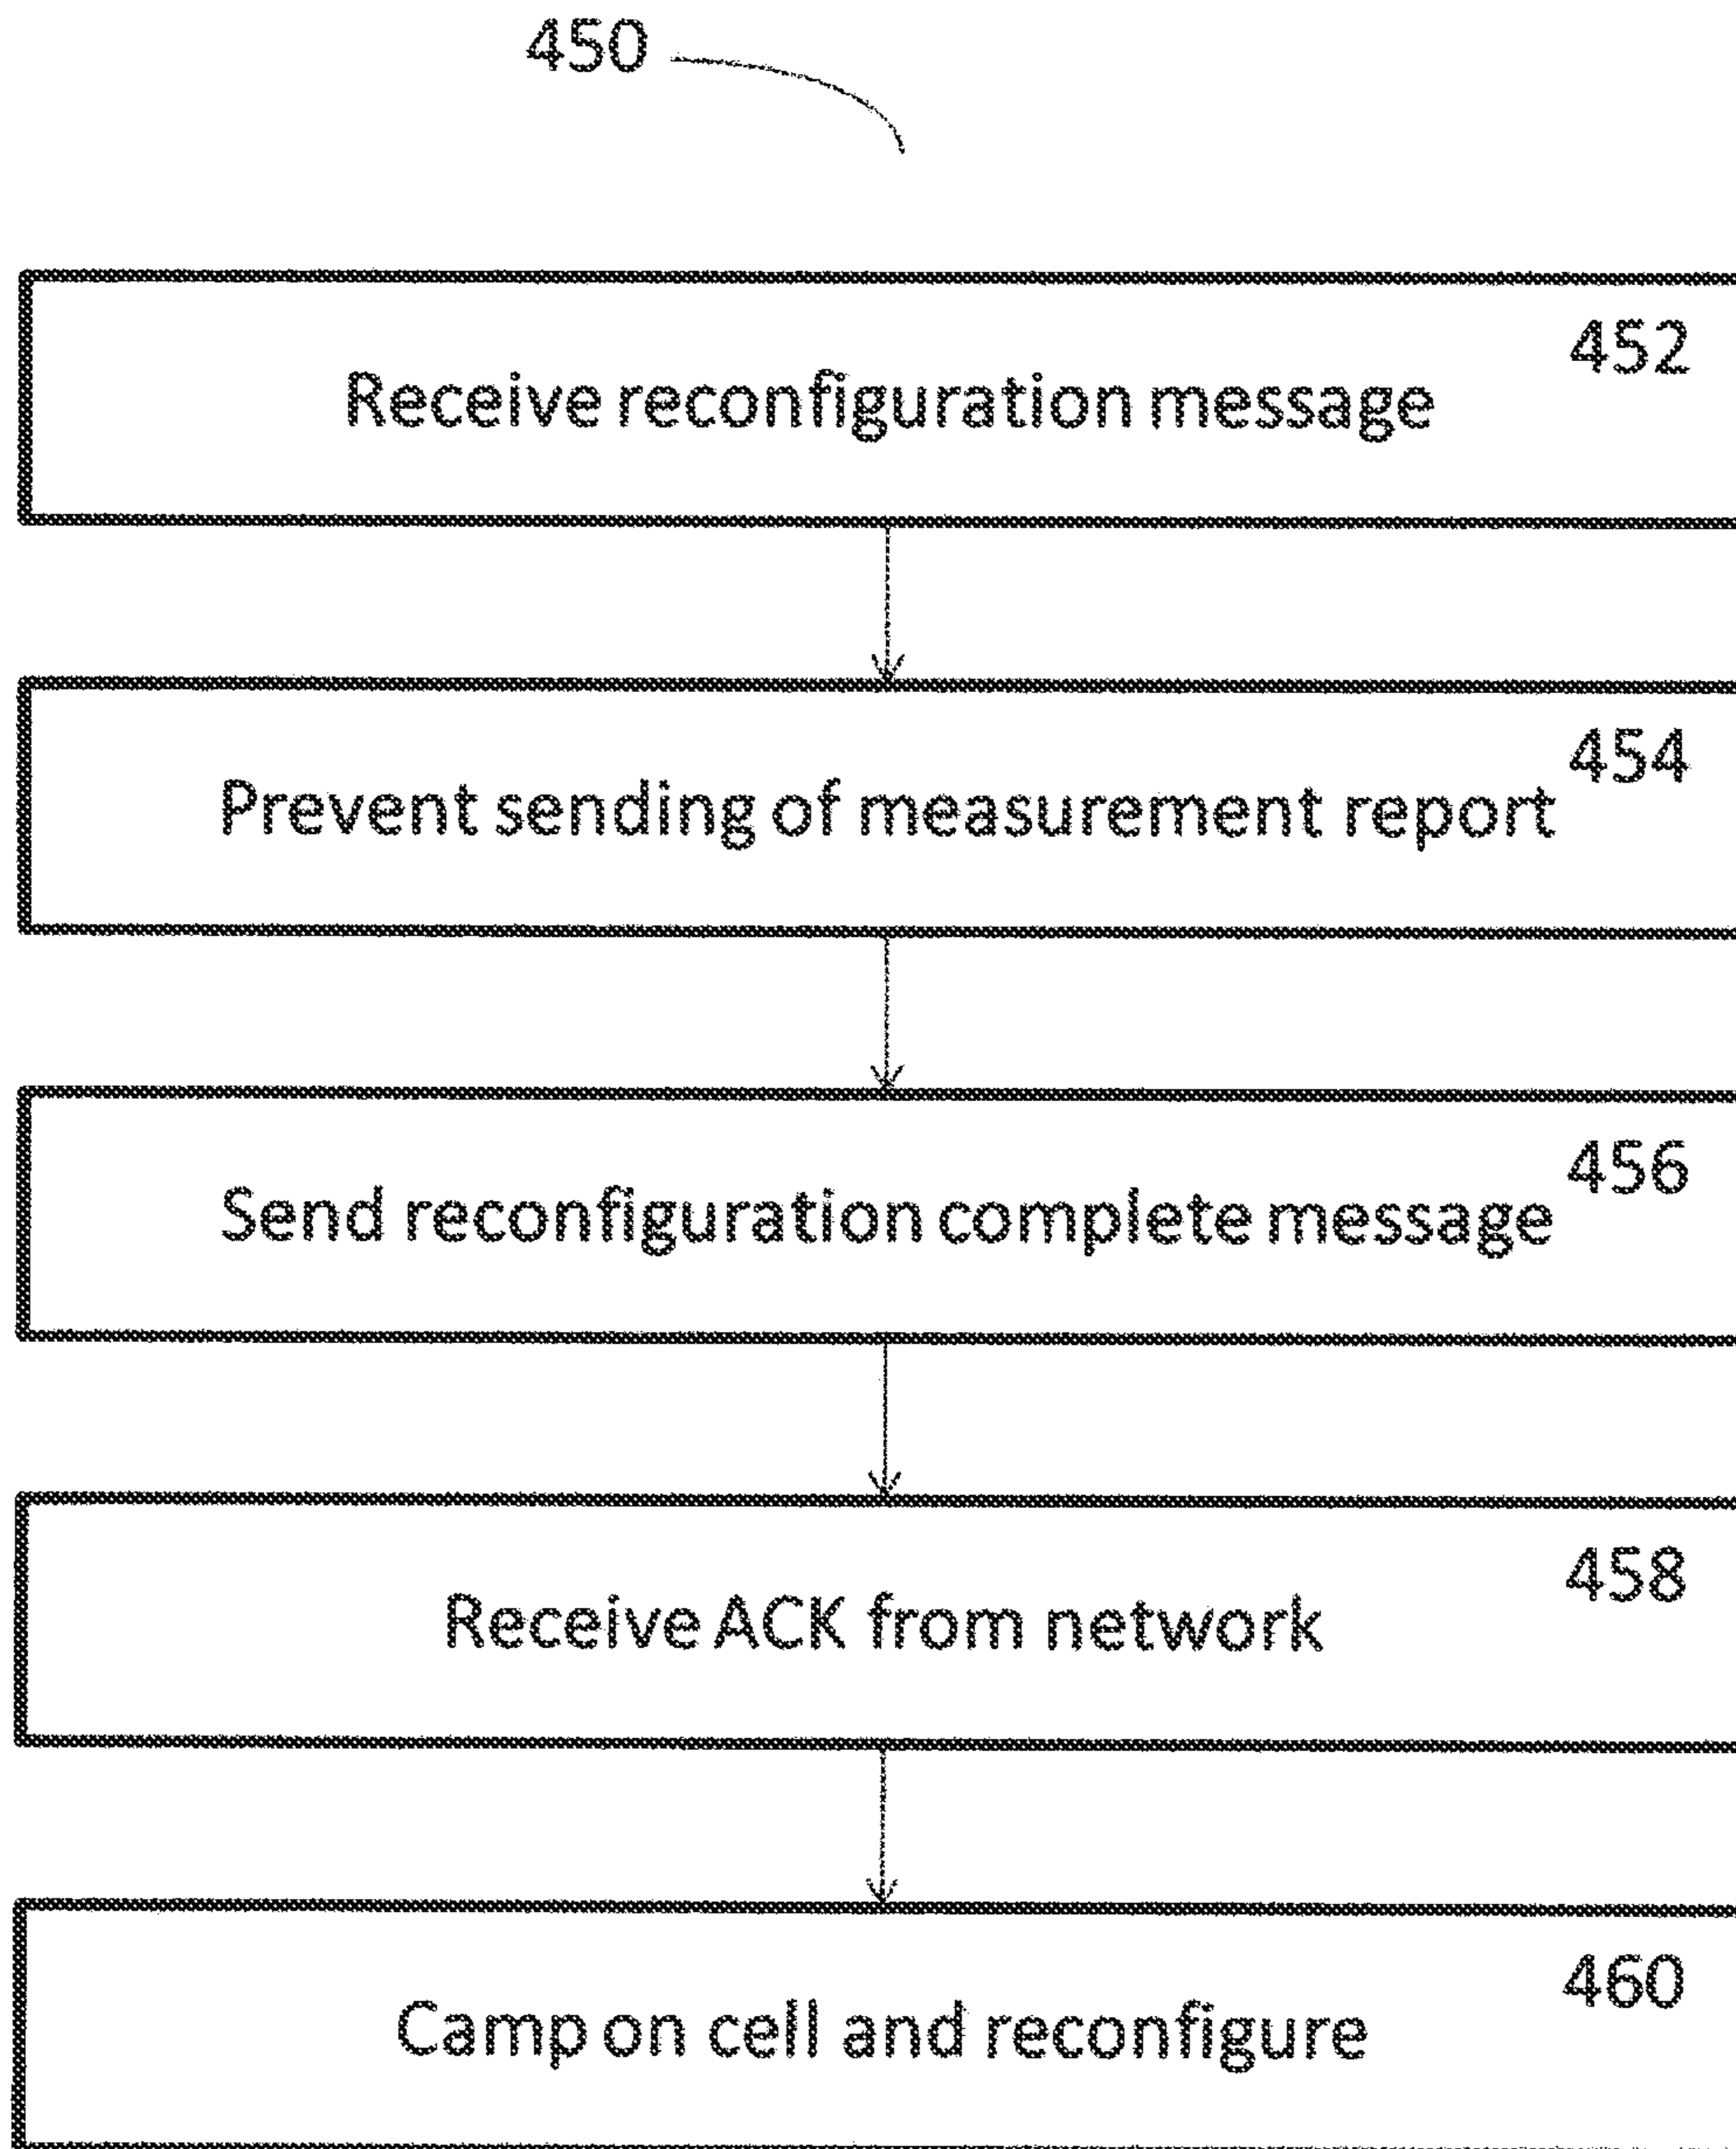 450
452
Receive reconfiguration message
454
Prevent sending of measurement report
456
Send reconfiguration complete message
458
Receive ACK from network
460
Camp on cell and reconfigure